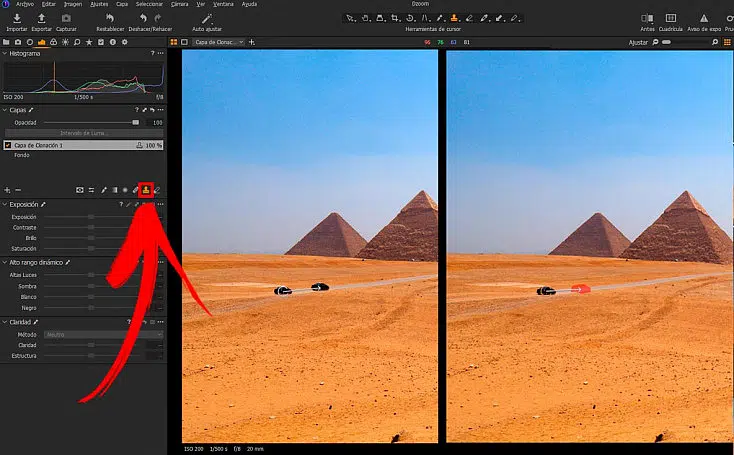 Archivo Editar Imagen Ajustes Capa Seleccionar Cámara Ver Ventana Ayuda
Dzoom
Importar Exportar Capturar Restablecer Deshacer/Rehacer Auto ajustar Herramientas de cursor Antes Cuadrícula Aviso de expo
Histograma
Capa de Clonac...
96 76 83 81
Ajustar
ISO 200 1/500 s f/8
Capas
Opacidad 100
Intervalo de Luma...
Capa de Clonación 1 100 %
Fondo
Exposición
Exposición
Contraste
Brillo
Saturación
Alto rango dinámico
Altas Luces
Sombra
Blanco
Negro
Claridad
Método Neutro
Claridad
Estructura
ISO 200 1/500 s f/8 20 mm